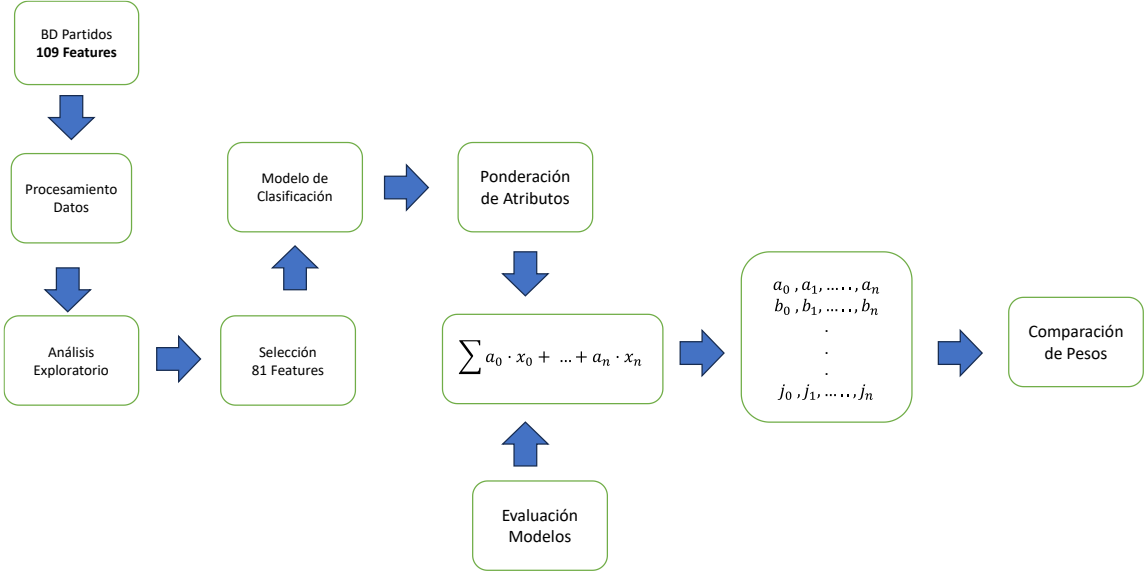 BD Partidos
109 Features
Procesamiento
Datos
Análisis
Exploratorio
Selección
81 Features
Modelo de
Clasificación
Ponderación
de Atributos
∑ a₀ · x₀ + … + aₙ · xₙ
Evaluación
Modelos
a₀ , a₁, ….. , aₙ
b₀ , b₁, ….. , bₙ
.
.
.
j₀ , j₁, ….. , jₙ
Comparación
de Pesos